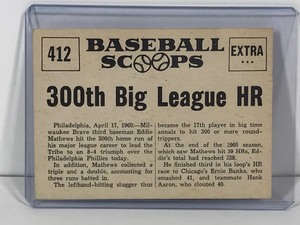 412
BASEBALL
SCOOPS
EXTRA
300th Big League HR
Philadelphia, April 17, 1960.—Mil-
waukee Brave third baseman Eddie
Mathews hit the 300th home run of
his major league career to lead the
Tribe to an 8-4 triumph over the
Philadelphia Phillies today.
In addition, Mathews collected a
triple and a double, accounting for
three runs batted in.
The lefthand-hitting slugger thus
became the 17th player in big time
annals to hit 300 or more round-
trippers.
At the end of the 1960 season,
which saw Mathews hit 39 HRs, Ed-
die's total had reached 338.
He finished third in his loop's HR
race to Chicago's Ernie Banks, who
smashed 41, and teammate Hank
Aaron, who clouted 40.